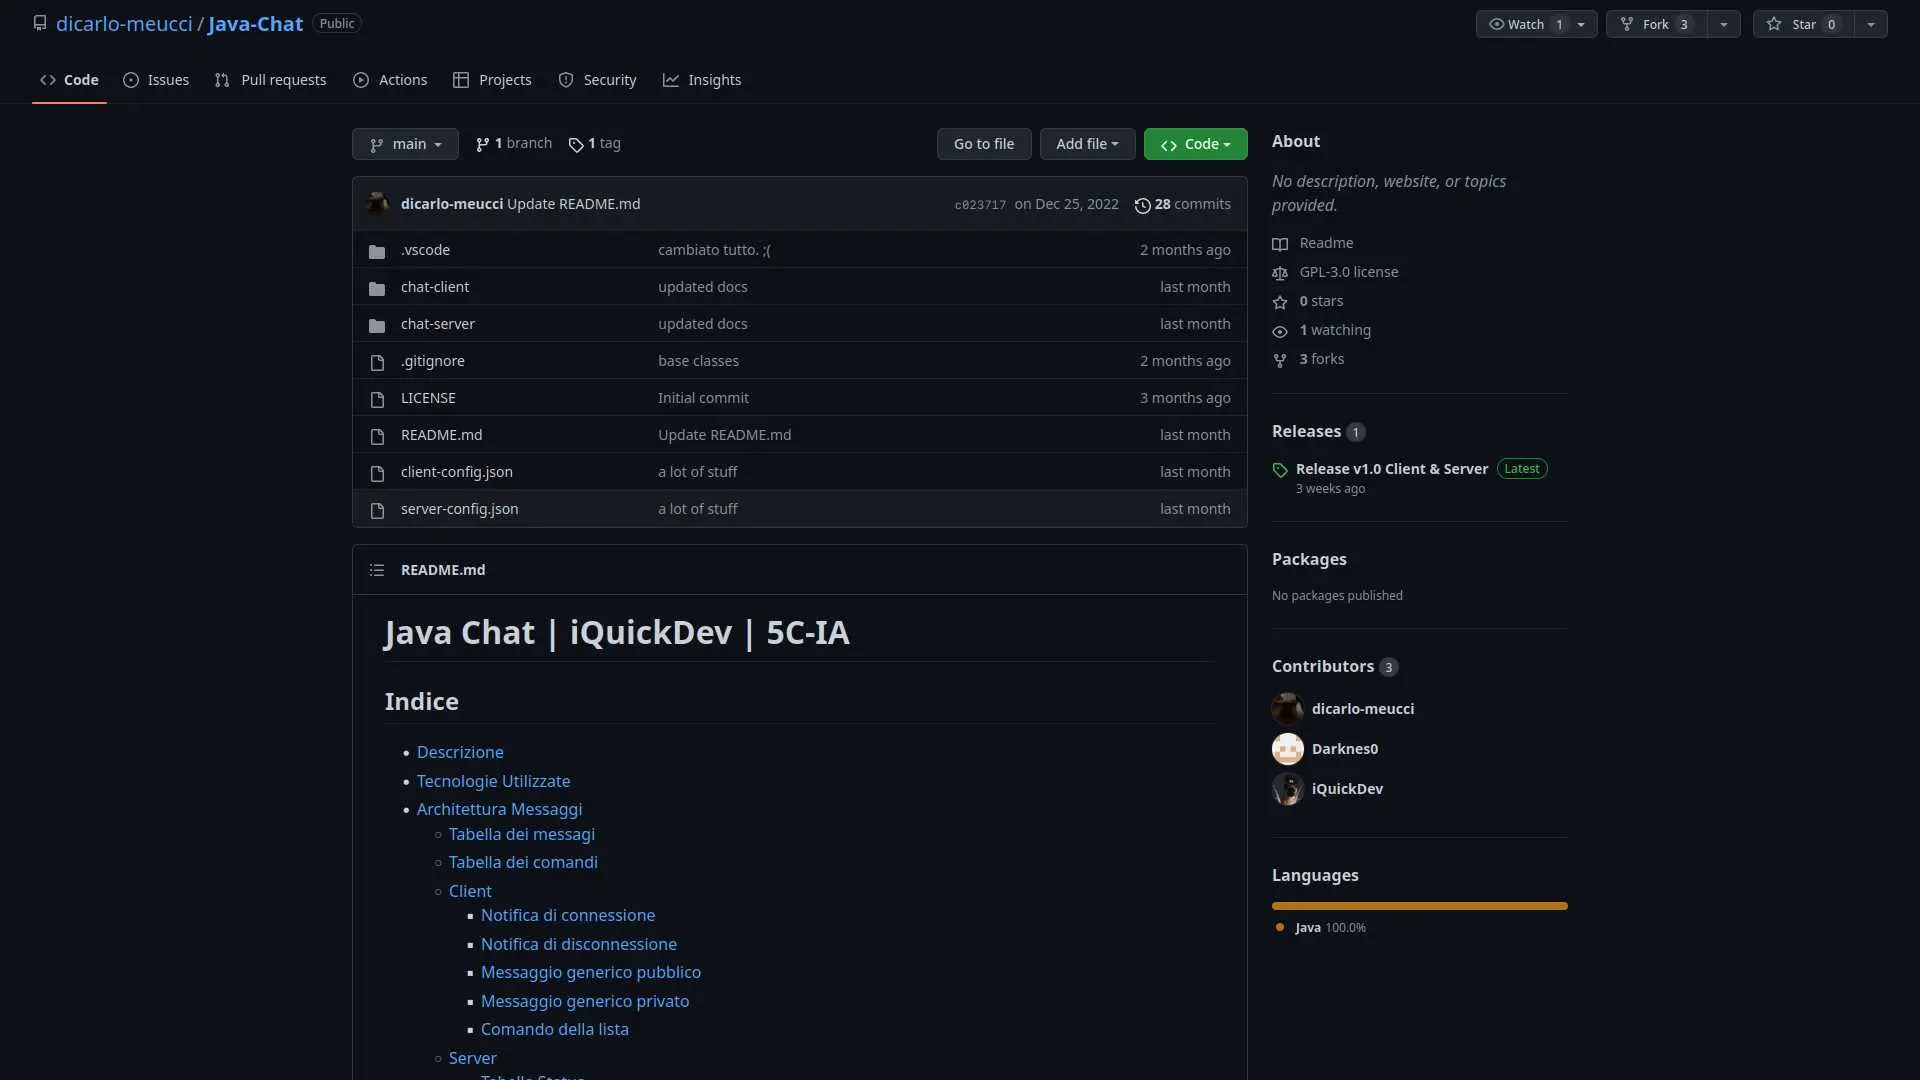 dicarlo-meucci / Java-Chat Public
Watch 1 Fork 3 Star 0
Code Issues Pull requests Actions Projects Security Insights
main 1 branch 1 tag Go to file Add file Code
dicarlo-meucci Update README.md c023717 on Dec 25, 2022 28 commits
.vscode cambiato tutto. ;( 2 months ago
chat-client updated docs last month
chat-server updated docs last month
.gitignore base classes 2 months ago
LICENSE Initial commit 3 months ago
README.md Update README.md last month
client-config.json a lot of stuff last month
server-config.json a lot of stuff last month
README.md
Java Chat | iQuickDev | 5C-IA
Indice
Descrizione
Tecnologie Utilizzate
Architettura Messaggi
Tabella dei messagi
Tabella dei comandi
Client
Notifica di connessione
Notifica di disconnessione
Messaggio generico pubblico
Messaggio generico privato
Comando della lista
Server
Tabella Status
About
No description, website, or topics
provided.
Readme
GPL-3.0 license
0 stars
1 watching
3 forks
Releases 1
Release v1.0 Client & Server Latest
3 weeks ago
Packages
No packages published
Contributors 3
dicarlo-meucci
Darknes0
iQuickDev
Languages
Java 100.0%